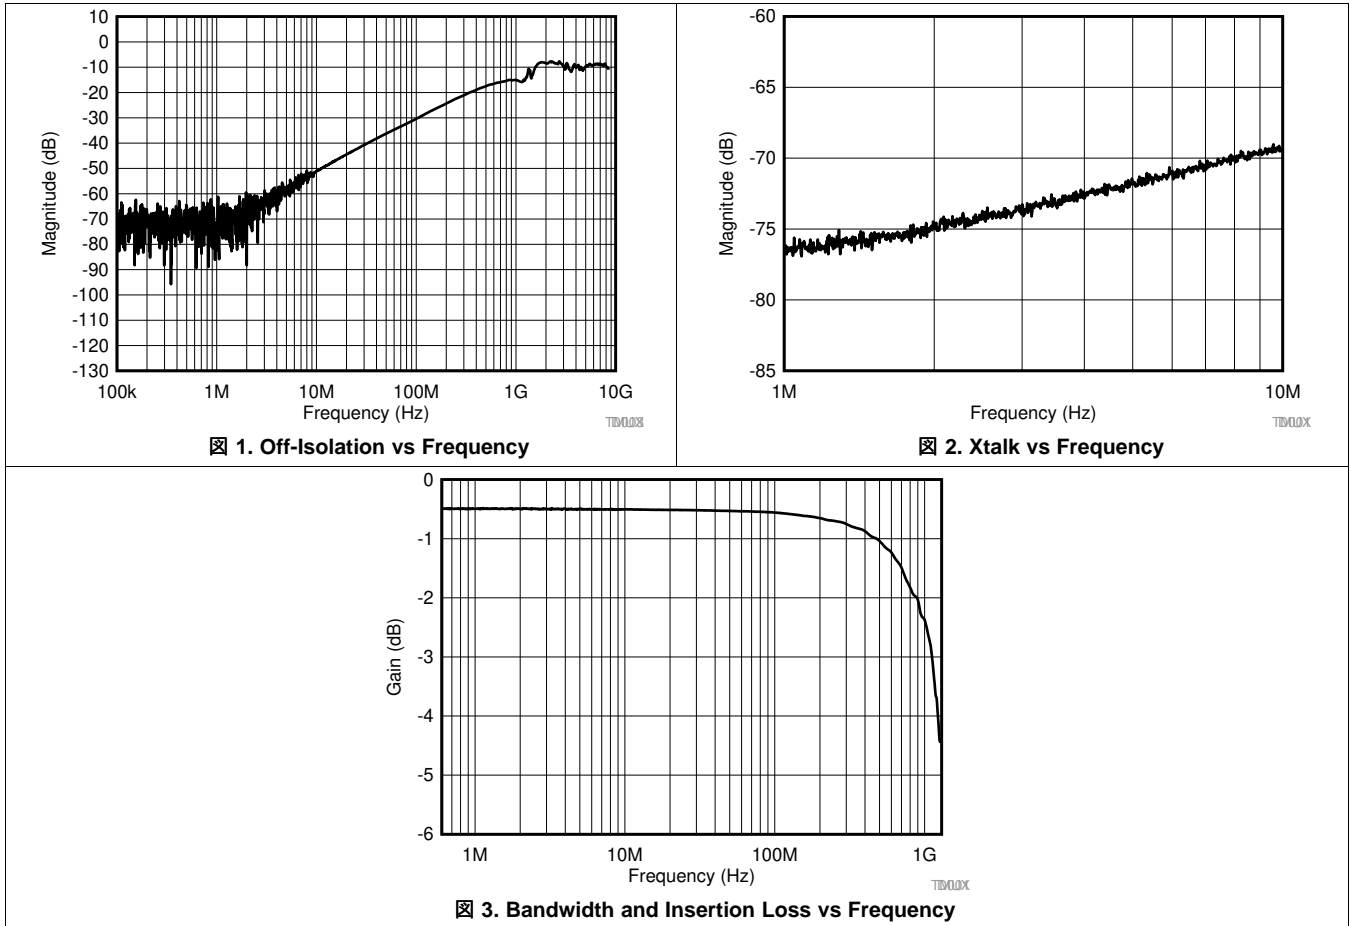 10
0
-10
-20
-30
-40
-50
-60
-70
-80
-90
-100
-110
-120
-130
Magnitude (dB)
100k 1M 10M 100M 1G 10G
Frequency (Hz)
図 1. Off-Isolation vs Frequency
-60
-65
-70
-75
-80
-85
Magnitude (dB)
1M 10M
Frequency (Hz)
図 2. Xtalk vs Frequency
0
-1
-2
-3
-4
-5
-6
Gain (dB)
1M 10M 100M 1G
Frequency (Hz)
図 3. Bandwidth and Insertion Loss vs Frequency